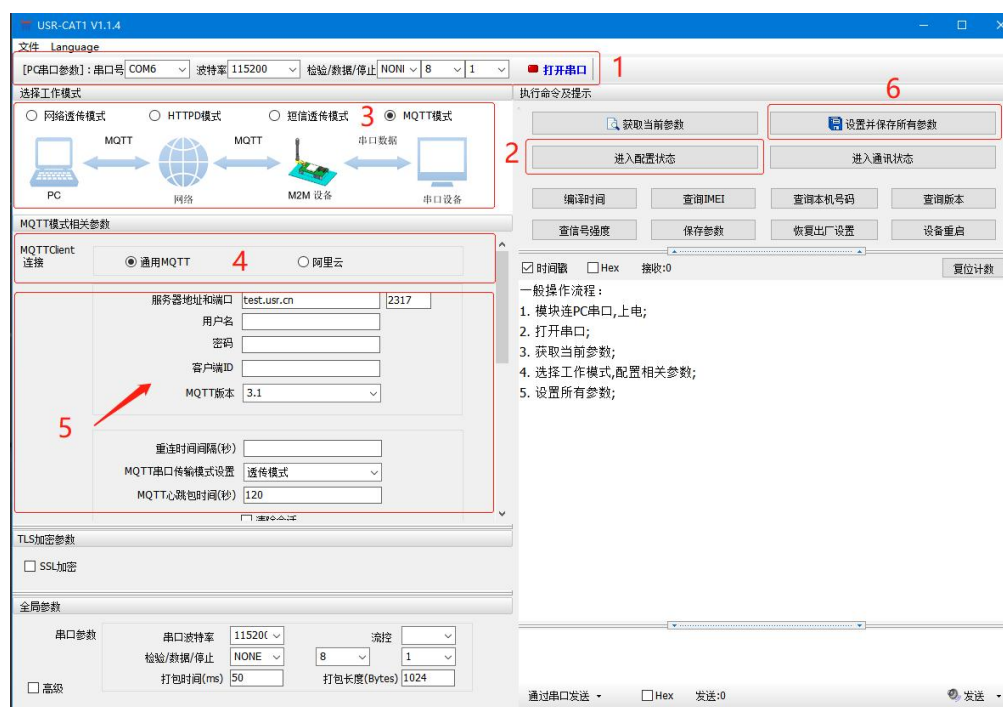 USR-CAT1 V1.1.4
文件 Language
[PC串口参数]：串口号 COM6 波特率 115200 检验/数据/停止 NONI 8 1 打开串口 1
选择工作模式
网络透传模式 HTTPD模式 短信透传模式 3 MQTT模式
MQTT MQTT 串口数据
PC 网络 M2M 设备 串口设备
MQTT模式相关参数
MQTTClient
连接
通用MQTT 4 阿里云
服务器地址和端口 test.usr.cn 2317
用户名
密码
客户端ID
MQTT版本 3.1
5
重连时间间隔(秒)
MQTT串口传输模式设置 透传模式
MQTT心跳包时间(秒) 120
TLS加密参数
SSL加密
全局参数
串口参数 串口波特率 11520( 流控
检验/数据/停止 NONE 8 1
打包时间(ms) 50 打包长度(Bytes) 1024
高级
执行命令及提示
6
获取当前参数 设置并保存所有参数
2 进入配置状态 进入通讯状态
编译时间 查询IMEI 查询本机号码 查询版本
查信号强度 保存参数 恢复出厂设置 设备重启
时间戳 Hex 接收:0 复位计数
一般操作流程：
1. 模块连PC串口,上电;
2. 打开串口;
3. 获取当前参数;
4. 选择工作模式,配置相关参数;
5. 设置所有参数;
通过串口发送 Hex 发送:0 发送